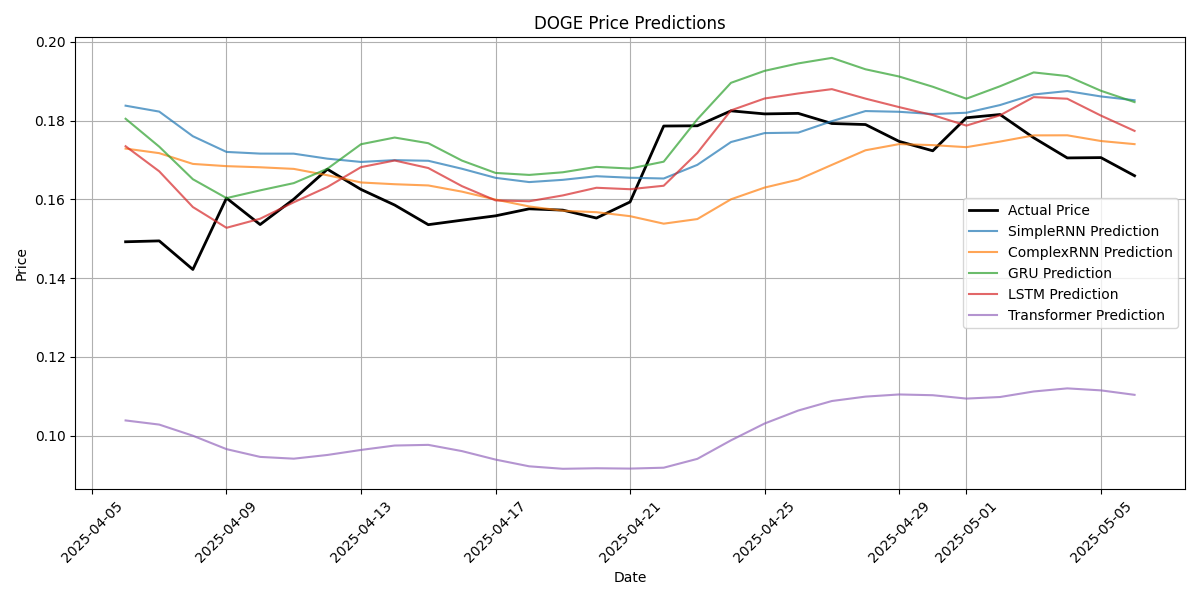 DOGE Price Predictions
Price
0.20
0.18
0.16
0.14
0.12
0.10
Actual Price
SimpleRNN Prediction
ComplexRNN Prediction
GRU Prediction
LSTM Prediction
Transformer Prediction
2025-04-05
2025-04-09
2025-04-13
2025-04-17
2025-04-21
2025-04-25
2025-04-29
2025-05-01
2025-05-05
Date